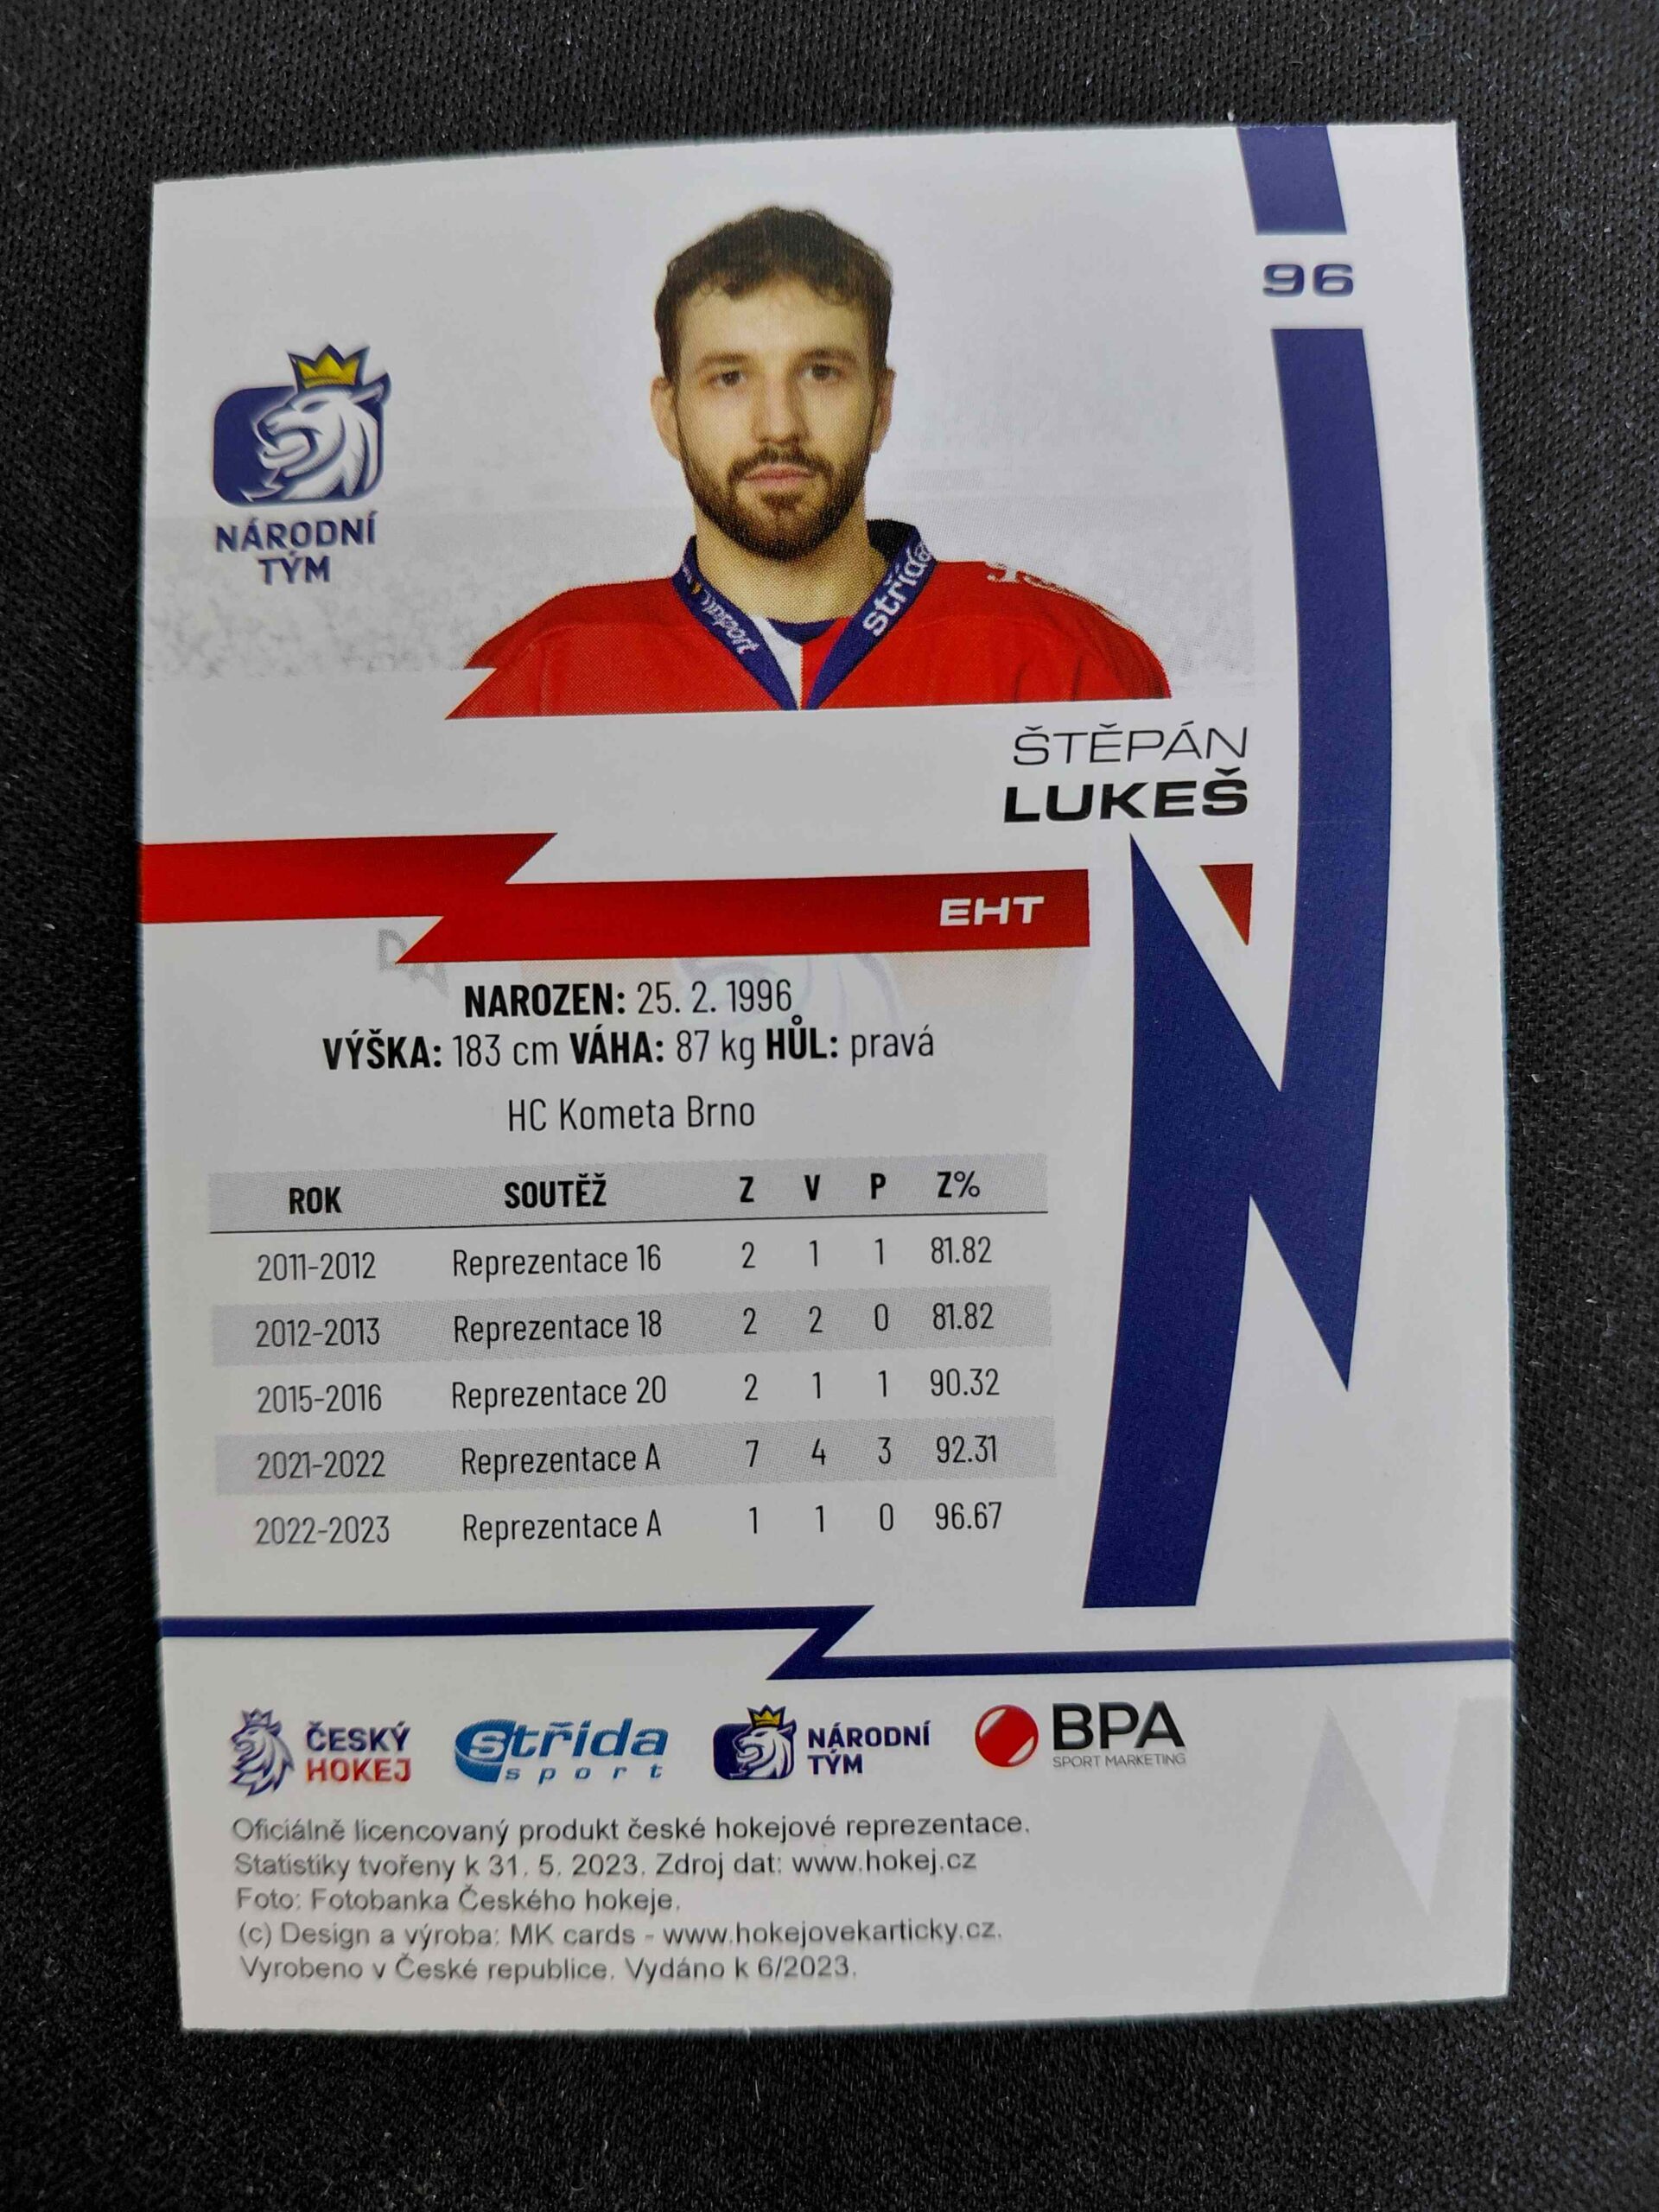 96
NÁRODNÍ
TÝM
střída
ŠTĚPÁN
LUKEŠ
EHT
NAROZEN: 25. 2. 1996
VÝŠKA: 183 cm VÁHA: 87 kg HŮL: pravá
HC Kometa Brno
ROK SOUTĚŽ Z V P Z%
2011-2012 Reprezentace 16 2 1 1 81.82
2012-2013 Reprezentace 18 2 2 0 81.82
2015-2016 Reprezentace 20 2 1 1 90.32
2021-2022 Reprezentace A 7 4 3 92.31
2022-2023 Reprezentace A 1 1 0 96.67
ČESKÝ
HOKEJ
střída
sport
NÁRODNÍ
TÝM
BPA
SPORT MARKETING
Oficiálně licencovaný produkt české hokejové reprezentace.
Statistiky tvořeny k 31. 5. 2023. Zdroj dat: www.hokej.cz
Foto: Fotobanka Českého hokeje.
(c) Design a výroba: MK cards - www.hokejovekarticky.cz.
Vyrobeno v České republice. Vydáno k 6/2023.